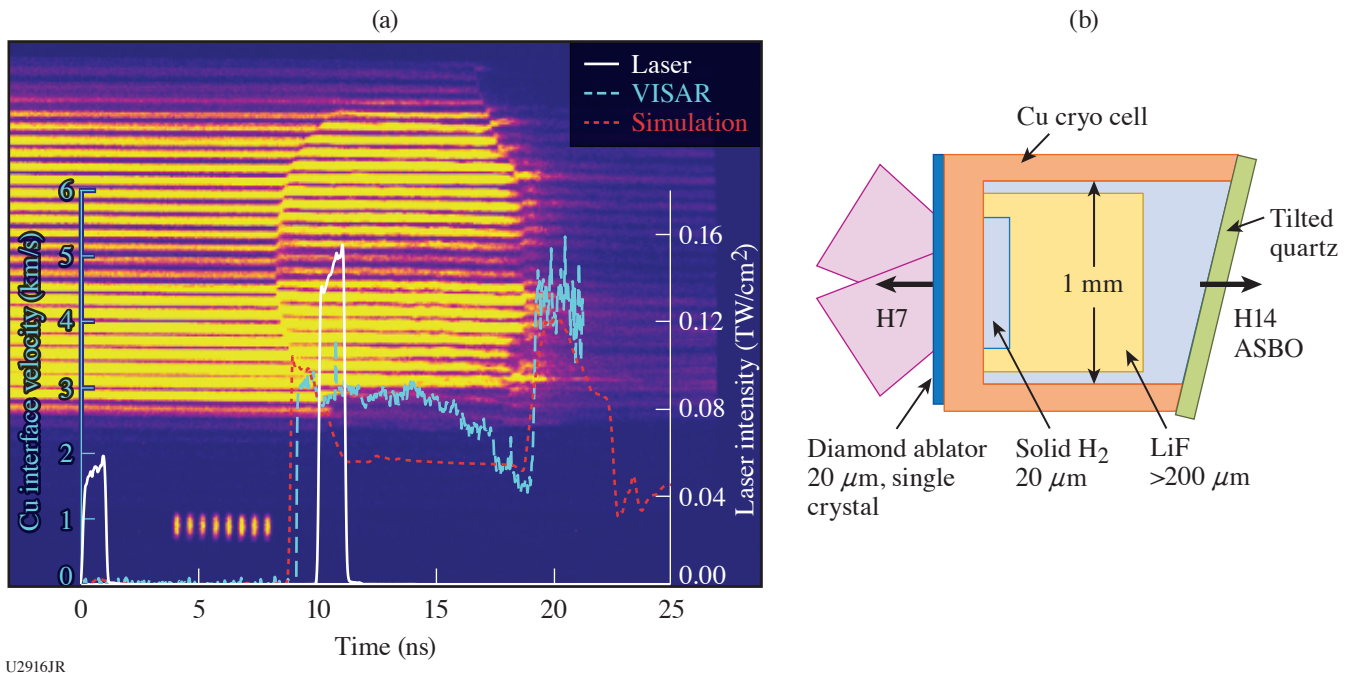 (a)
(b)
Laser
VISAR
Simulation
Cu interface velocity (km/s)
6
5
4
3
2
1
0
0.16
0.12
0.08
0.04
0.00
Laser intensity (TW/cm2)
0
5
10
15
20
25
Time (ns)
U2916JR
Cu cryo cell
Tilted
quartz
1 mm
H7
H14
ASBO
Diamond ablator
20 μm, single
crystal
Solid H2
20 μm
LiF
>200 μm